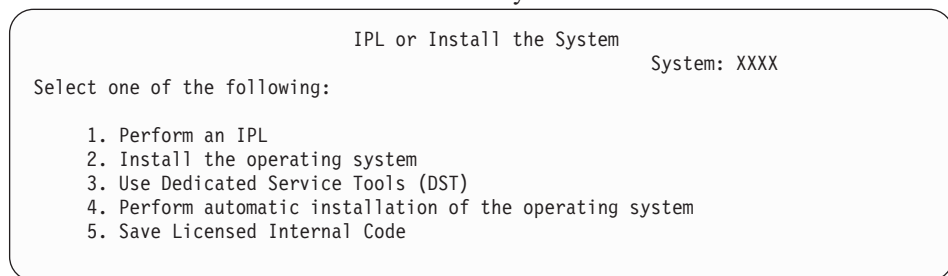 IPL or Install the System
System: XXXX
Select one of the following:
1. Perform an IPL
2. Install the operating system
3. Use Dedicated Service Tools (DST)
4. Perform automatic installation of the operating system
5. Save Licensed Internal Code